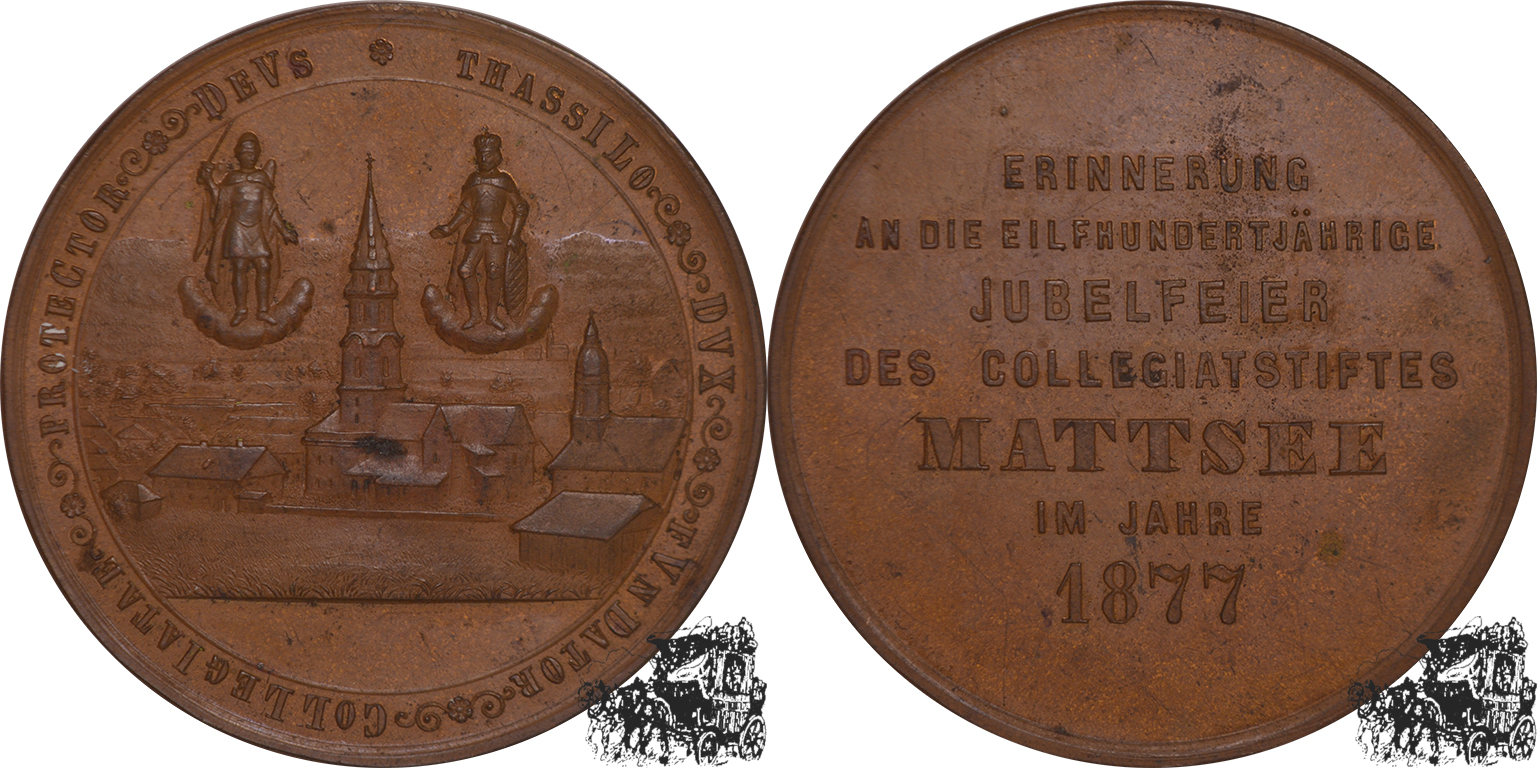 THASSILO DVX FVNDATOR COLLEGIATAE PROTECTOR DEVS
ERINNERUNG
AN DIE EILFHUNDERTJÄHRIGE
JUBELFEIER
DES COLLEGIATSTIFTES
MATTSEE
IM JAHRE
1877